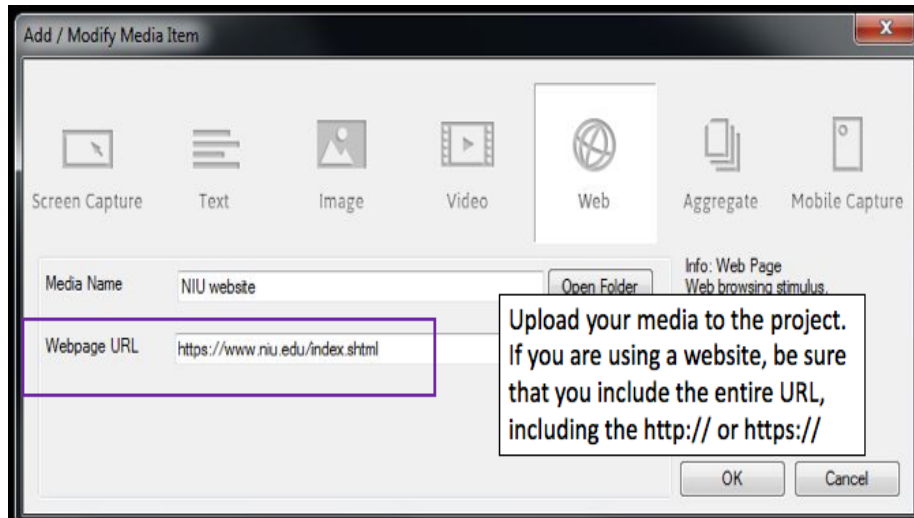 Add / Modify Media Item
X
Screen Capture
Text
Image
Video
Web
Aggregate
Mobile Capture
Media Name
NIU website
Open Folder
Info: Web Page
Web browsing stimulus.
Webpage URL
https://www.niu.edu/index.shtml
Upload your media to the project.
If you are using a website, be sure
that you include the entire URL,
including the http:// or https://
OK
Cancel